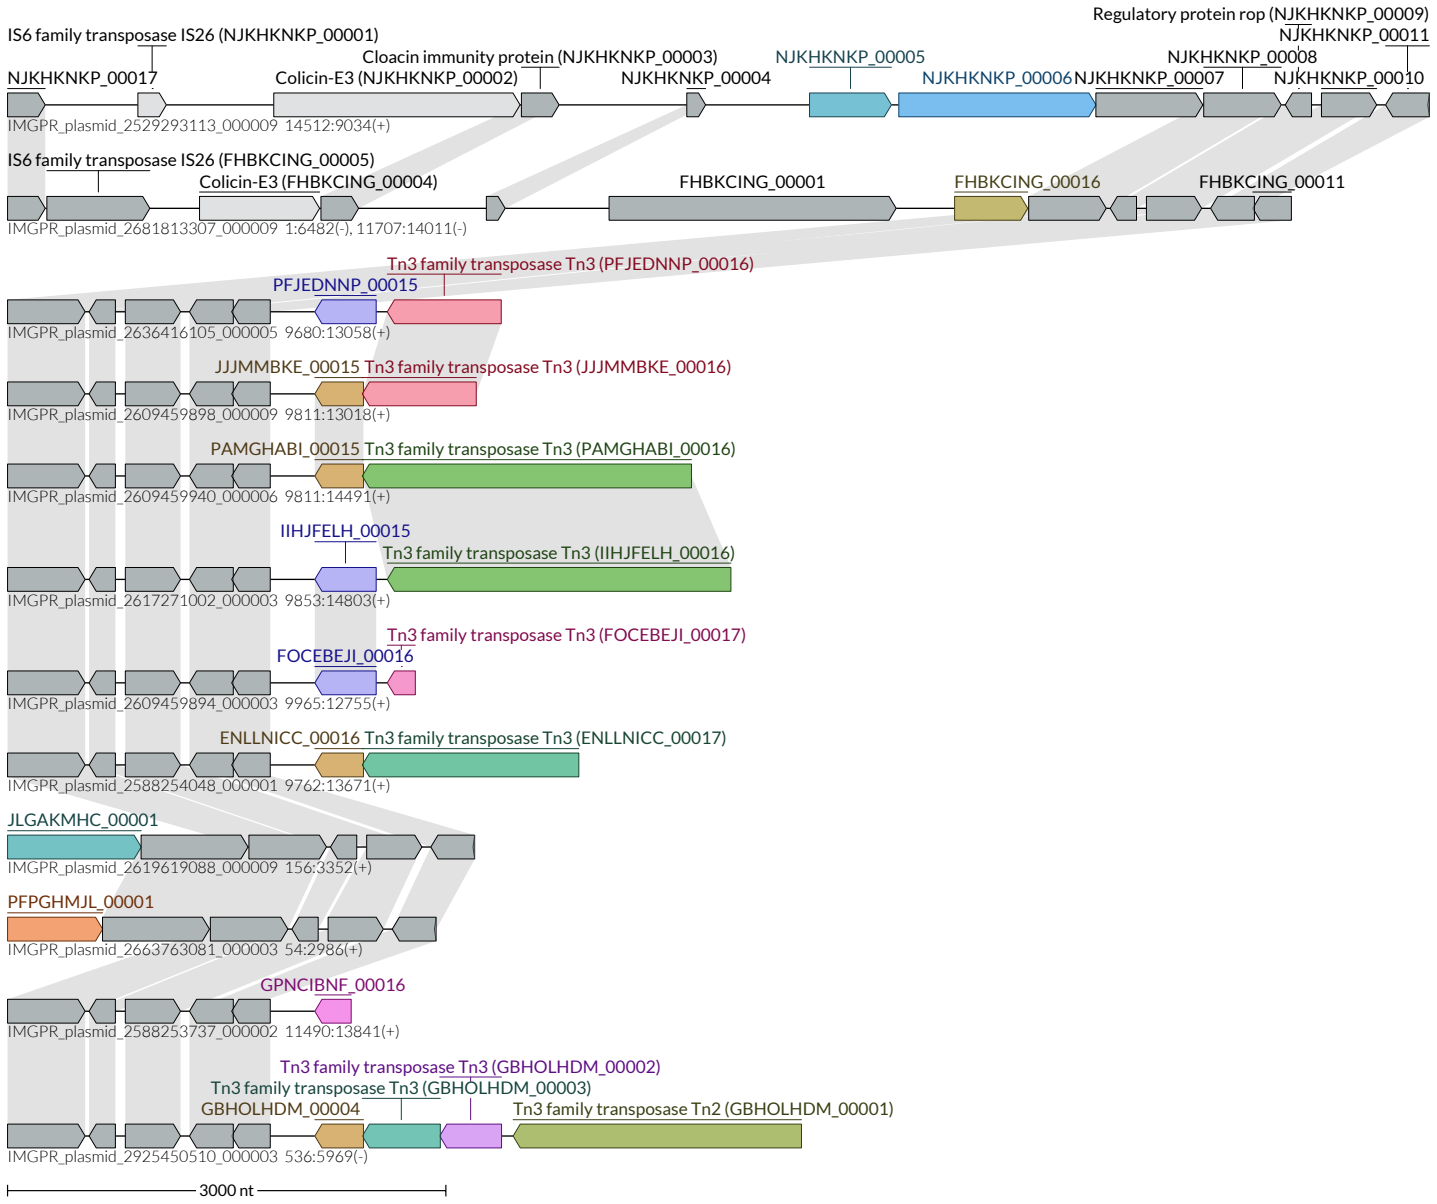 Regulatory protein rop (NJKHKNKP_00009)
IS6 family transposase IS26 (NJKHKNKP_00001)
NJKHKNKP_00011
Cloacin immunity protein (NJKHKNKP_00003)
NJKHKNKP_00005
NJKHKNKP_00008
NJKHKNKP_00017
Colicin-E3 (NJKHKNKP_00002)
NJKHKNKP_00004
NJKHKNKP_00006
NJKHKNKP_00007
NJKHKNKP_00010
IMGPR_plasmid_2529293113_000009 14512:9034(+)
IS6 family transposase IS26 (FHBKCING_00005)
Colicin-E3 (FHBKCING_00004)
FHBKCING_00001
FHBKCING_00016
FHBKCING_00011
IMGPR_plasmid_2681813307_000009 1:6482(-), 11707:14011(-)
Tn3 family transposase Tn3 (PFJEDNNP_00016)
PFJEDNNP_00015
IMGPR_plasmid_2636416105_000005 9680:13058(+)
JJJMMBKE_00015
Tn3 family transposase Tn3 (JJJMMBKE_00016)
IMGPR_plasmid_2609459898_000009 9811:13018(+)
PAMGHABI_00015
Tn3 family transposase Tn3 (PAMGHABI_00016)
IMGPR_plasmid_2609459940_000006 9811:14491(+)
IIHJFELH_00015
Tn3 family transposase Tn3 (IIHJFELH_00016)
IMGPR_plasmid_2617271002_000003 9853:14803(+)
Tn3 family transposase Tn3 (FOCEBEJI_00017)
FOCEBEJI_00016
IMGPR_plasmid_2609459894_000003 9965:12755(+)
ENLLNICC_00016
Tn3 family transposase Tn3 (ENLLNICC_00017)
IMGPR_plasmid_2588254048_000001 9762:13671(+)
JLGAKMHC_00001
IMGPR_plasmid_2619619088_000009 156:3352(+)
PFPGHMJL_00001
IMGPR_plasmid_2663763081_000003 54:2986(+)
GPNCIBNF_00016
IMGPR_plasmid_2588253737_000002 11490:13841(+)
Tn3 family transposase Tn3 (GBHOLHDM_00002)
Tn3 family transposase Tn3 (GBHOLHDM_00003)
GBHOLHDM_00004
Tn3 family transposase Tn2 (GBHOLHDM_00001)
IMGPR_plasmid_2925450510_000003 536:5969(-)
3000 nt